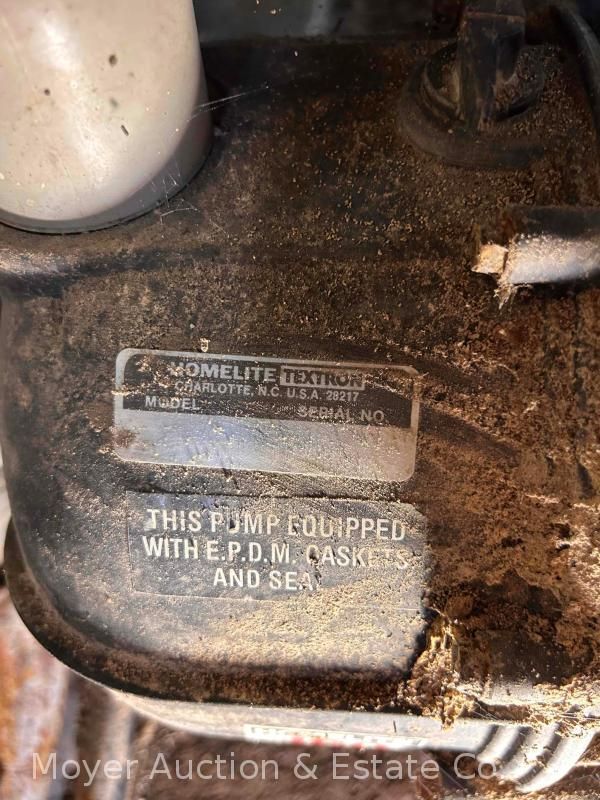 HOMELITE TEXTRON
CHARLOTTE, N.C. U.S.A. 28217
MODEL SERIAL NO.
THIS PUMP EQUIPPED
WITH E.P.D.M. GASKETS
AND SEAL
Moyer Auction & Estate Co